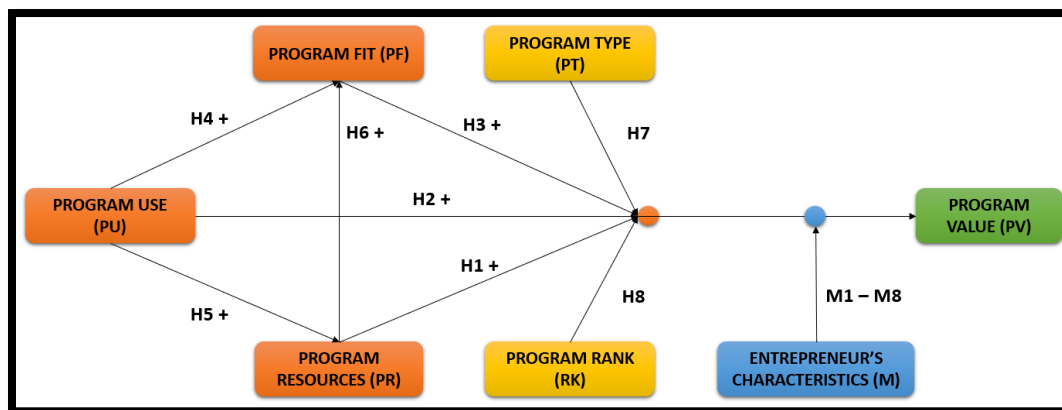 PROGRAM FIT (PF)
PROGRAM TYPE
(PT)
H4 +
H6 +
H3 +
H7
PROGRAM USE
(PU)
H2 +
PROGRAM
VALUE (PV)
H5 +
H1 +
H8
M1 – M8
PROGRAM
RESOURCES (PR)
PROGRAM RANK
(RK)
ENTREPRENEUR'S
CHARACTERISTICS (M)